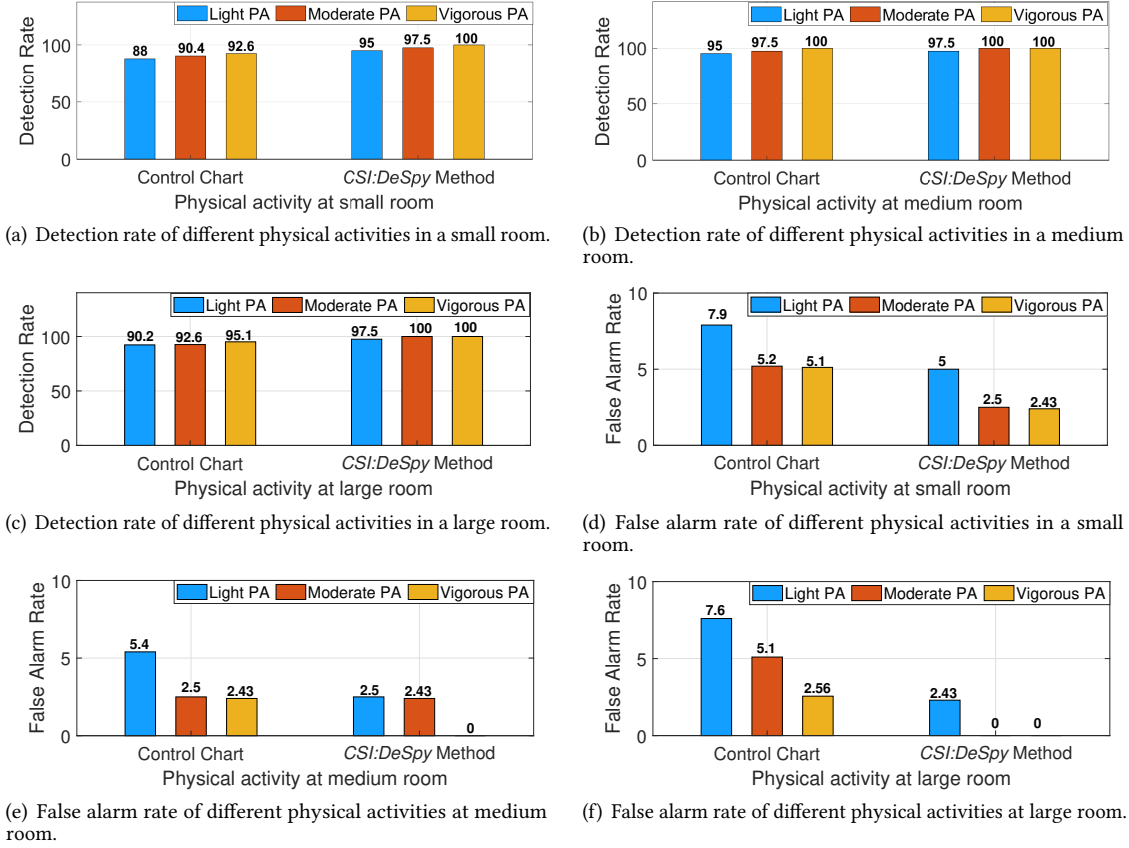 Light PA Moderate PA Vigorous PA
Detection Rate
100
50
0
88 90.4 92.6 95 97.5 100
Control Chart CSI:DeSpy Method
Physical activity at small room
(a) Detection rate of different physical activities in a small room.
Light PA Moderate PA Vigorous PA
Detection Rate
100
50
0
95 97.5 100 97.5 100 100
Control Chart CSI:DeSpy Method
Physical activity at medium room
(b) Detection rate of different physical activities in a medium
room.
Light PA Moderate PA Vigorous PA
Detection Rate
100
50
0
90.2 92.6 95.1 97.5 100 100
Control Chart CSI:DeSpy Method
Physical activity at large room
(c) Detection rate of different physical activities in a large room.
Light PA Moderate PA Vigorous PA
False Alarm Rate
10
5
0
7.9 5.2 5.1 5 2.5 2.43
Control Chart CSI:DeSpy Method
Physical activity at small room
(d) False alarm rate of different physical activities in a small
room.
Light PA Moderate PA Vigorous PA
False Alarm Rate
10
5
0
5.4 2.5 2.43 2.5 2.43 0
Control Chart CSI:DeSpy Method
Physical activity at medium room
(e) False alarm rate of different physical activities at medium
room.
Light PA Moderate PA Vigorous PA
False Alarm Rate
10
5
0
7.6 5.1 2.56 2.43 0 0
Control Chart CSI:DeSpy Method
Physical activity at large room
(f) False alarm rate of different physical activities at large room.